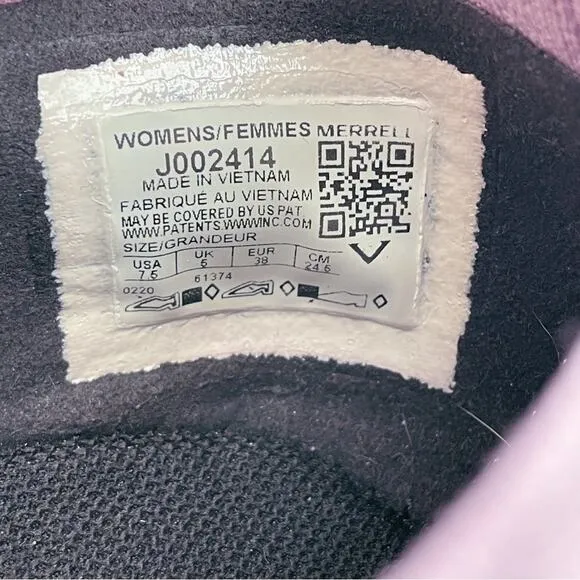 WOMENS/FEMMES MERRELL
J002414
MADE IN VIETNAM
FABRIQUÉ AU VIETNAM
MAY BE COVERED BY US PAT
WWW.PATENTS.WWWINC.COM
SIZE/GRANDEUR
USA UK EUR CM
7.5 5 38 24.5
0220 61374